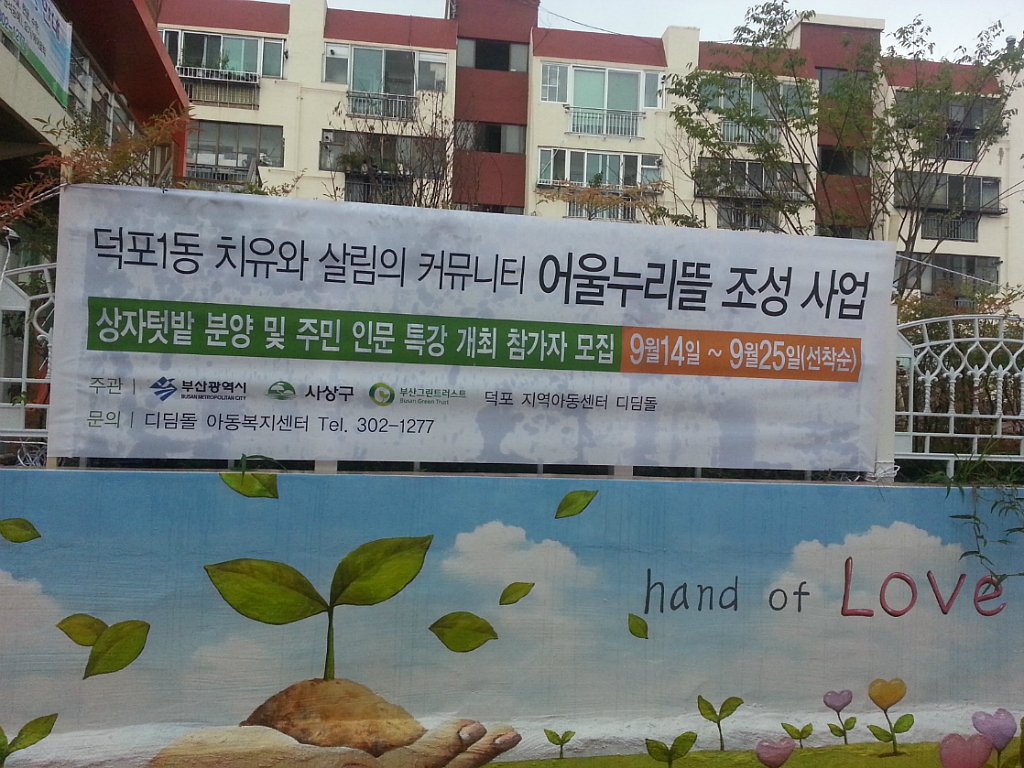 덕포1동 치유와 살림의 커뮤니티 어울누리뜰 조성 사업
상자텃밭 분양 및 주민 인문 특강 개최 참가자 모집 9월14일 ~ 9월25일(선착순)
주관 | 부산광역시 BUSAN METROPOLITAN CITY 사상구 부산그린트러스트 Busan Green Trust 덕포 지역아동센터 디딤돌
문의 | 디딤돌 아동복지센터 Tel. 302-1277
hand of Love